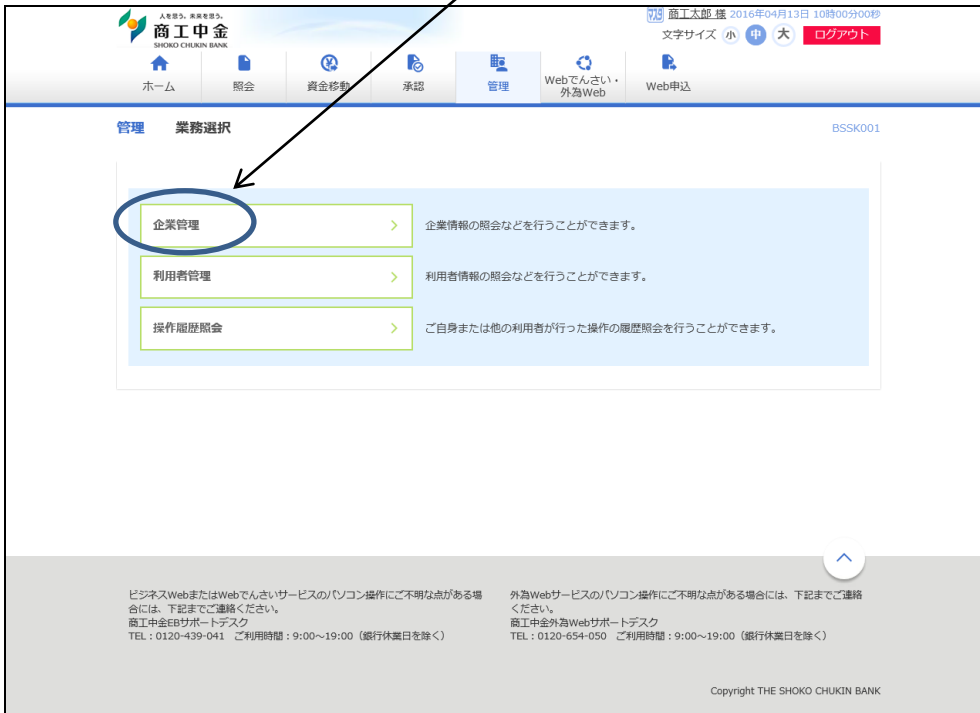 人を思う。未来を思う。
商工中金
SHOKO CHUKIN BANK
マスタ 商工太郎 様 2016年04月13日 10時00分00秒
文字サイズ 小 中 大 ログアウト
ホーム
照会
資金移動
承認
管理
Webでんさい・
外為Web
Web申込
管理 業務選択
BSSK001
企業管理
企業情報の照会などを行うことができます。
利用者管理
利用者情報の照会などを行うことができます。
操作履歴照会
ご自身または他の利用者が行った操作の履歴照会を行うことができます。
ビジネスWebまたはWebでんさいサービスのパソコン操作にご不明な点がある場
合には、下記までご連絡ください。
商工中金EBサポートデスク
TEL：0120-439-041 ご利用時間：9:00～19:00（銀行休業日を除く）
外為Webサービスのパソコン操作にご不明な点がある場合には、下記までご連絡
ください。
商工中金外為Webサポートデスク
TEL：0120-654-050 ご利用時間：9:00～19:00（銀行休業日を除く）
Copyright THE SHOKO CHUKIN BANK